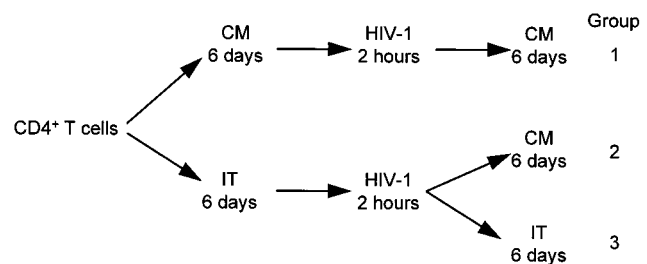 Group
CM
6 days
HIV-1
2 hours
CM
6 days
1
CD4⁺ T cells
CM
6 days
2
IT
6 days
HIV-1
2 hours
IT
6 days
3